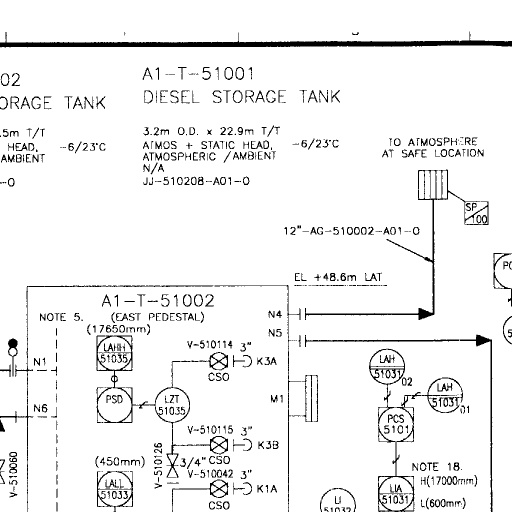 02
ORAGE TANK
.5m T/T
HEAD, -6/23°C
AMBIENT
-0
A1-T-51001
DIESEL STORAGE TANK
3.2m O.D. x 22.9m T/T
ATMOS + STATIC HEAD, -6/23°C
ATMOSPHERIC /AMBIENT
N/A
JJ-510208-A01-0
TO ATMOSPHERE
AT SAFE LOCATION
SP
100
12"-AG-510002-A01-0
EL +48.6m LAT
A1-T-51002
NOTE 5. (EAST PEDESTAL)
(17650mm)
N4
N5
LAHH
51035
V-510114 3"
K3A
CSO
N1
PSD
LZT
51035
M1
N6
V-510115 3"
K3B
CSO
V-510126
3/4"
V-510042 3"
K1A
CSO
(450mm)
LALL
51033
V-510060
LAH
51031
02
LAH
51031
01
PCS
5101
NOTE 18.
H(17000mm)
LIA
51031
L(600mm)
LI
51032
PC
5